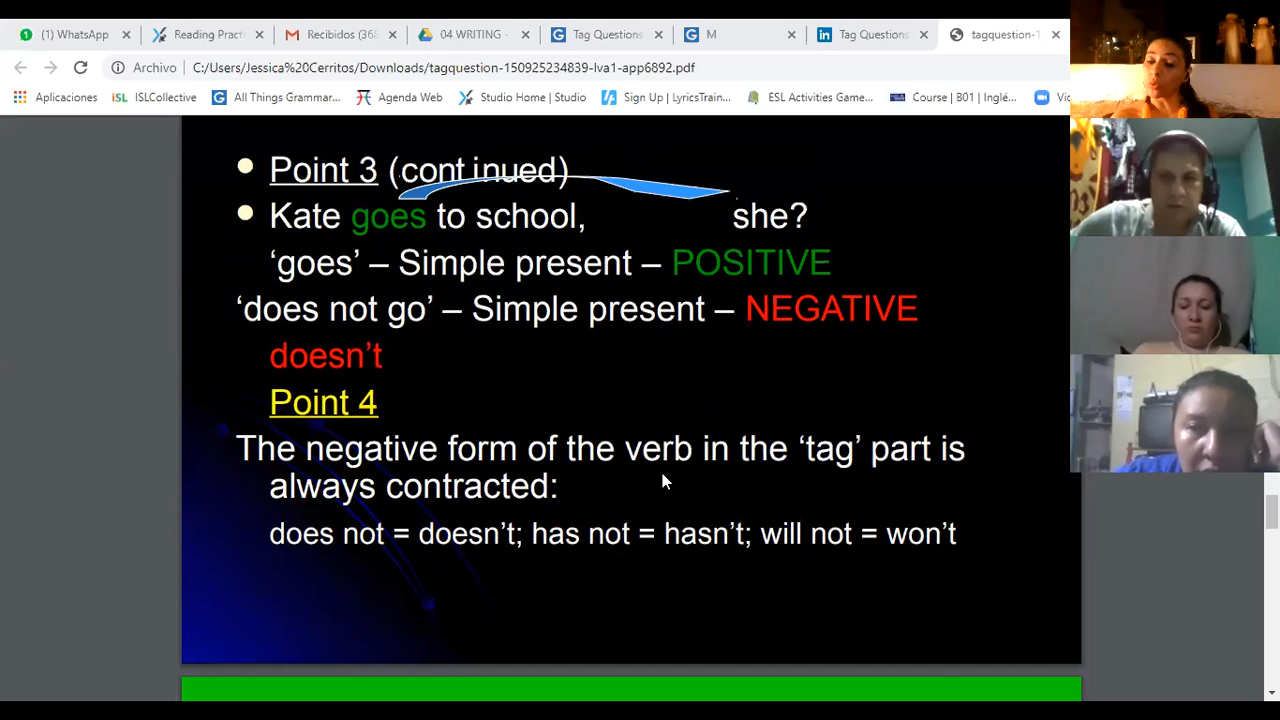 (1) WhatsApp
Reading Pract
Recibidos (368
04 WRITING -
Tag Questions
M
Tag Questions
tagquestion-1
Archivo
C:/Users/Jessica%20Cerritos/Downloads/tagquestion-150925234839-lva1-app6892.pdf
Aplicaciones
iSL ISLCollective
All Things Grammar...
Agenda Web
Studio Home | Studio
Sign Up | LyricsTrain...
ESL Activities Game...
Course | B01 | Inglé...
Point 3 (continued)
Kate goes to school, she?
‘goes’ – Simple present – POSITIVE
‘does not go’ – Simple present – NEGATIVE
doesn’t
Point 4
The negative form of the verb in the ‘tag’ part is
always contracted:
does not = doesn’t; has not = hasn’t; will not = won’t